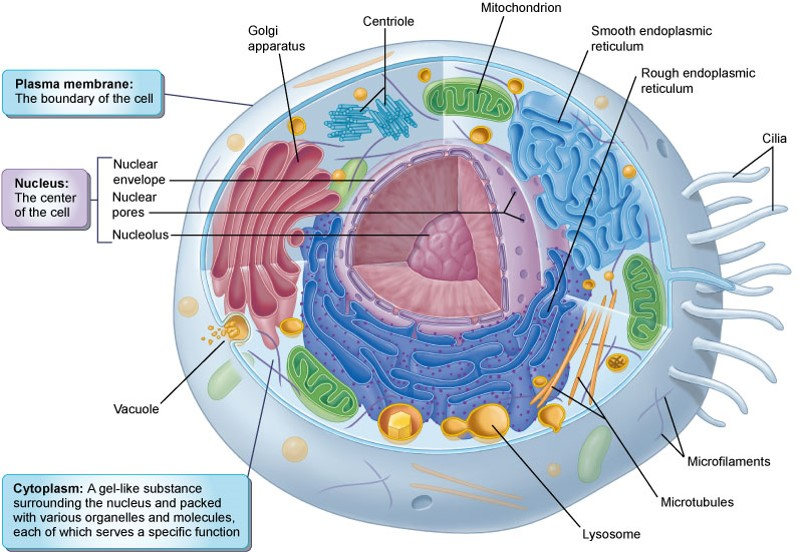 Mitochondrion
Centriole
Golgi
apparatus
Smooth endoplasmic
reticulum
Rough endoplasmic
reticulum
Plasma membrane:
The boundary of the cell
Cilia
Nucleus:
The center
of the cell
Nuclear
envelope
Nuclear
pores
Nucleolus
Vacuole
Cytoplasm: A gel-like substance
surrounding the nucleus and packed
with various organelles and molecules,
each of which serves a specific function
Microfilaments
Microtubules
Lysosome